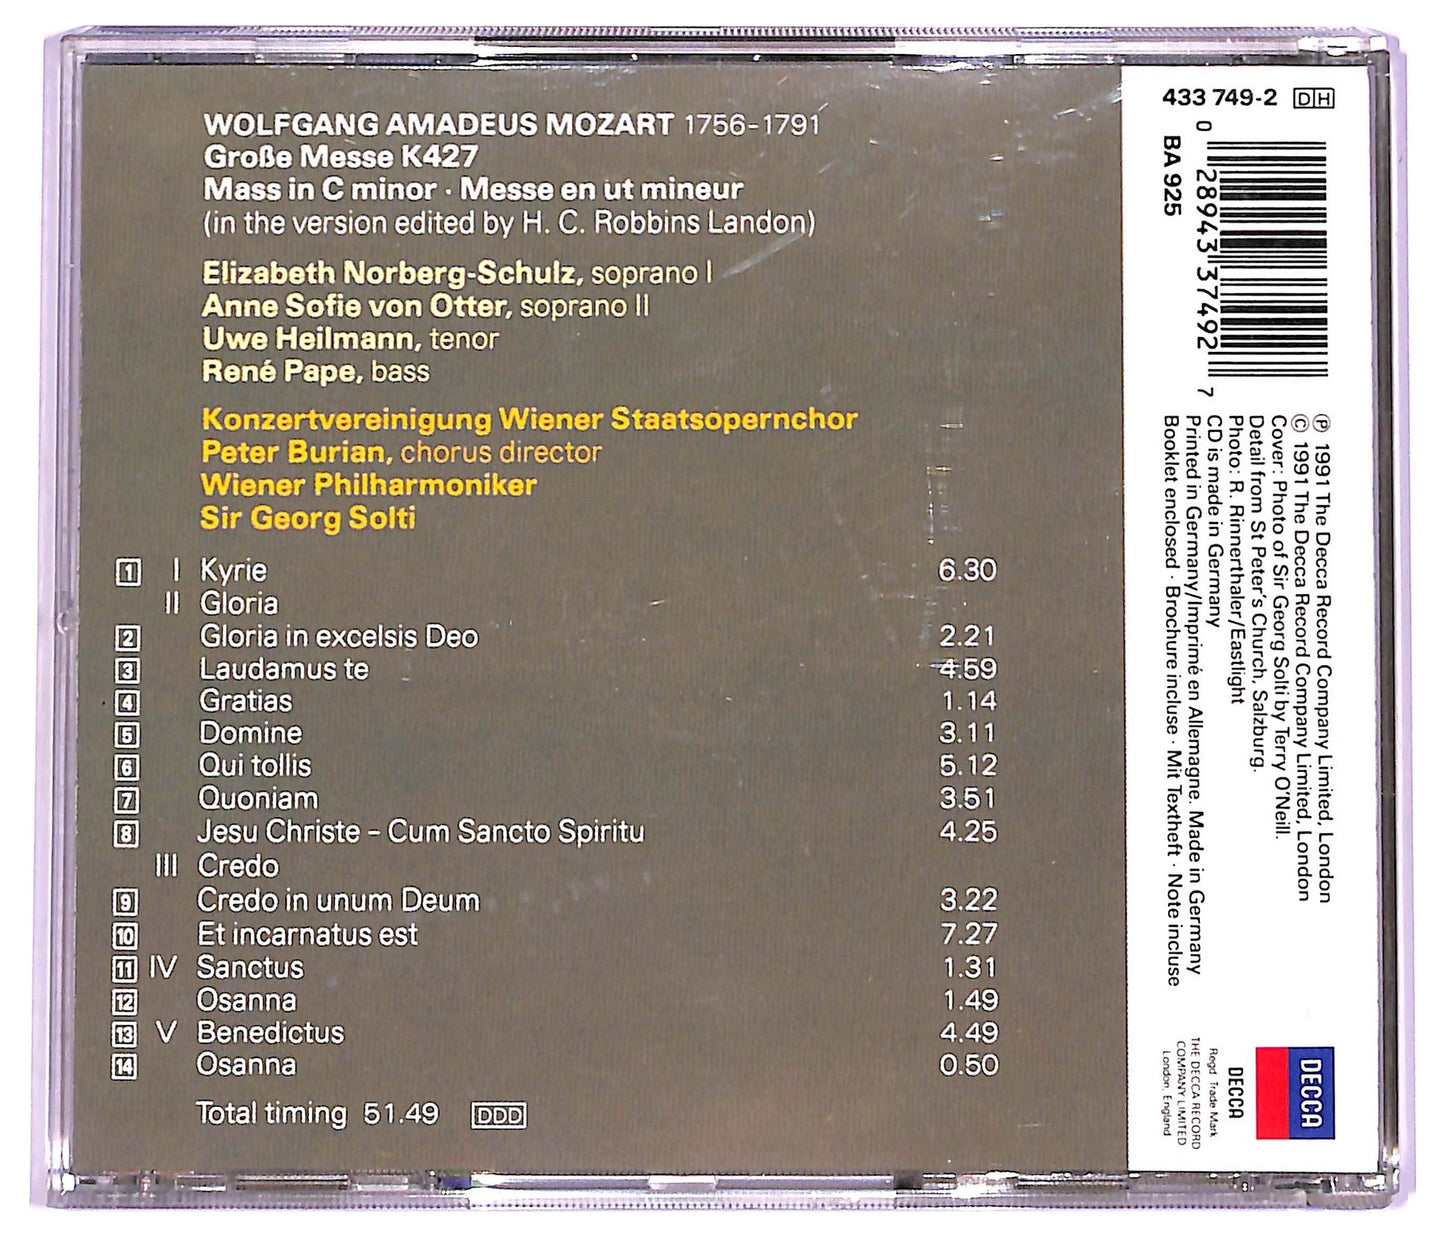 WOLFGANG AMADEUS MOZART 1756-1791
Große Messe K427
Mass in C minor · Messe en ut mineur
(in the version edited by H. C. Robbins Landon)
Elizabeth Norberg-Schulz, soprano I
Anne Sofie von Otter, soprano II
Uwe Heilmann, tenor
René Pape, bass
Konzertvereinigung Wiener Staatsopernchor
Peter Burian, chorus director
Wiener Philharmoniker
Sir Georg Solti
1 I Kyrie 6.30
II Gloria
2 Gloria in excelsis Deo 2.21
3 Laudamus te 4.59
4 Gratias 1.14
5 Domine 3.11
6 Qui tollis 5.12
7 Quoniam 3.51
8 Jesu Christe – Cum Sancto Spiritu 4.25
III Credo
9 Credo in unum Deum 3.22
10 Et incarnatus est 7.27
11 IV Sanctus 1.31
12 Osanna 1.49
13 V Benedictus 4.49
14 Osanna 0.50
Total timing 51.49 DDD
433 749-2 DH
BA 925
0 28943 37492 7
Ⓟ 1991 The Decca Record Company Limited, London
© 1991 The Decca Record Company Limited, London
Cover: Photo of Sir Georg Solti by Terry O'Neill.
Detail from St Peter's Church, Salzburg.
Photo: R. Rinnerthaler/Eastlight
CD is made in Germany
Printed in Germany/Imprimé en Allemagne. Made in Germany
Booklet enclosed · Brochure incluse · Mit Textheft · Note incluse
DECCA
DECCA
Regd. Trade Mark
THE DECCA RECORD
COMPANY LIMITED
London, England